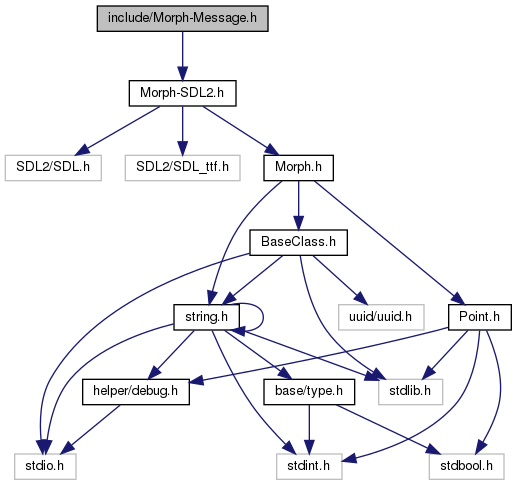 include/Morph-Message.h
Morph-SDL2.h
SDL2/SDL.h
SDL2/SDL_ttf.h
Morph.h
BaseClass.h
string.h
uuid/uuid.h
Point.h
helper/debug.h
base/type.h
stdlib.h
stdio.h
stdint.h
stdbool.h